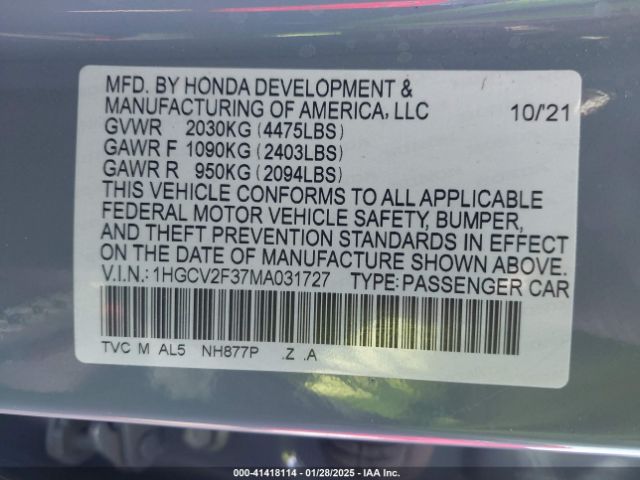 MFD. BY HONDA DEVELOPMENT &
MANUFACTURING OF AMERICA, LLC 10/'21
GVWR 2030KG (4475LBS)
GAWR F 1090KG (2403LBS)
GAWR R 950KG (2094LBS)
THIS VEHICLE CONFORMS TO ALL APPLICABLE
FEDERAL MOTOR VEHICLE SAFETY, BUMPER,
AND THEFT PREVENTION STANDARDS IN EFFECT
ON THE DATE OF MANUFACTURE SHOWN ABOVE.
V.I.N.: 1HGCV2F37MA031727 TYPE: PASSENGER CAR
TVC M AL5 NH877P .Z .A
000-41418114 | 01/28/2025 | IAA Inc.